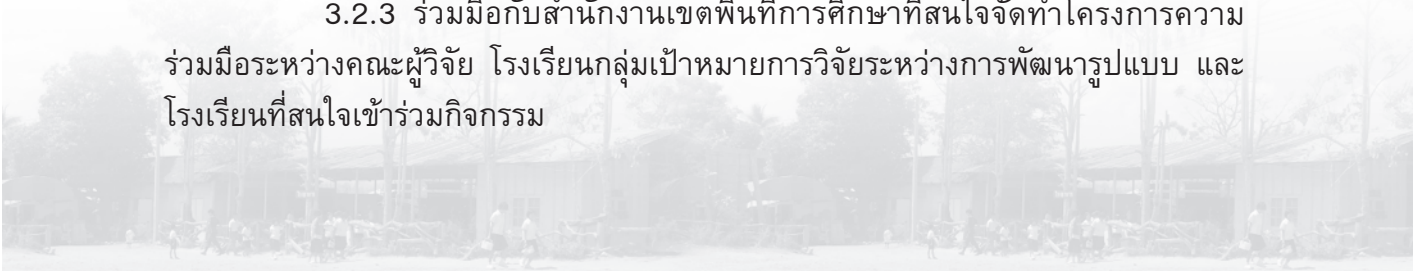 3.2.3 ร่วมมือกับสำนักงานเขตพื้นที่การศึกษาที่สนใจจัดทำโครงการความ
ร่วมมือระหว่างคณะผู้วิจัย โรงเรียนกลุ่มเป้าหมายการวิจัยระหว่างการพัฒนารูปแบบ และ
โรงเรียนที่สนใจเข้าร่วมกิจกรรม